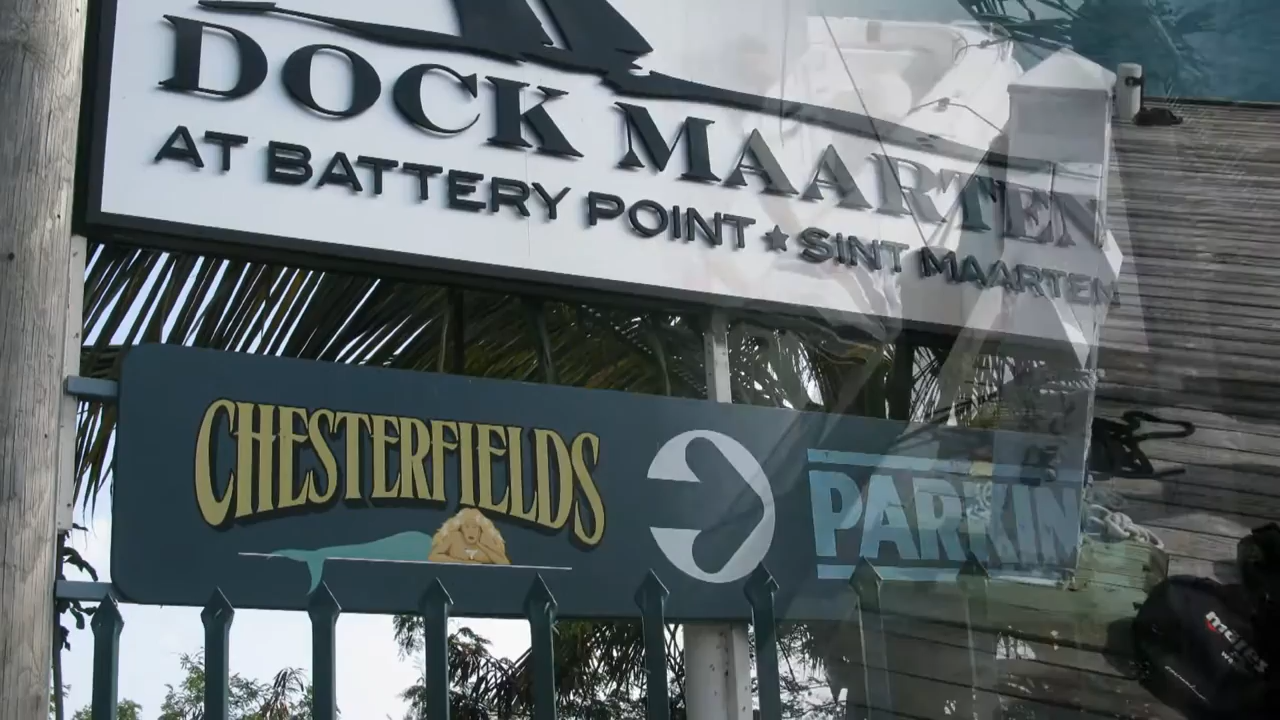 DOCK MAARTEN
AT BATTERY POINT ★ SINT MAARTEN
CHESTERFIELDS
PARKIN